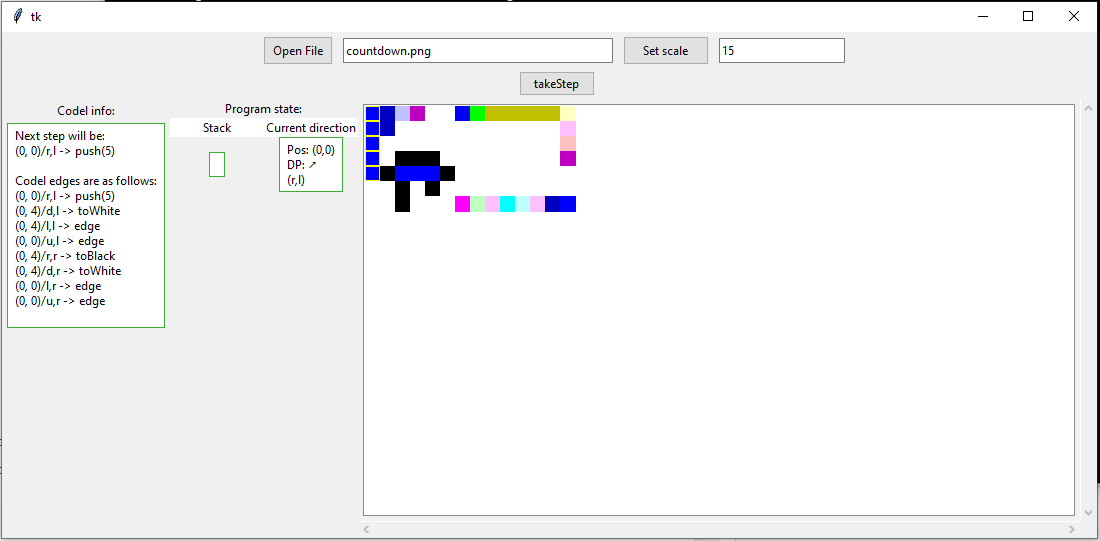 tk
Open File
countdown.png
Set scale
15
takeStep
Codel info:
Next step will be:
(0, 0)/r,l -> push(5)
Codel edges are as follows:
(0, 0)/r,l -> push(5)
(0, 4)/d,l -> toWhite
(0, 4)/l,l -> edge
(0, 0)/u,l -> edge
(0, 4)/r,r -> toBlack
(0, 4)/d,r -> toWhite
(0, 0)/l,r -> edge
(0, 0)/u,r -> edge
Program state:
Stack
Current direction
Pos: (0,0)
DP: ➚
(r,l)